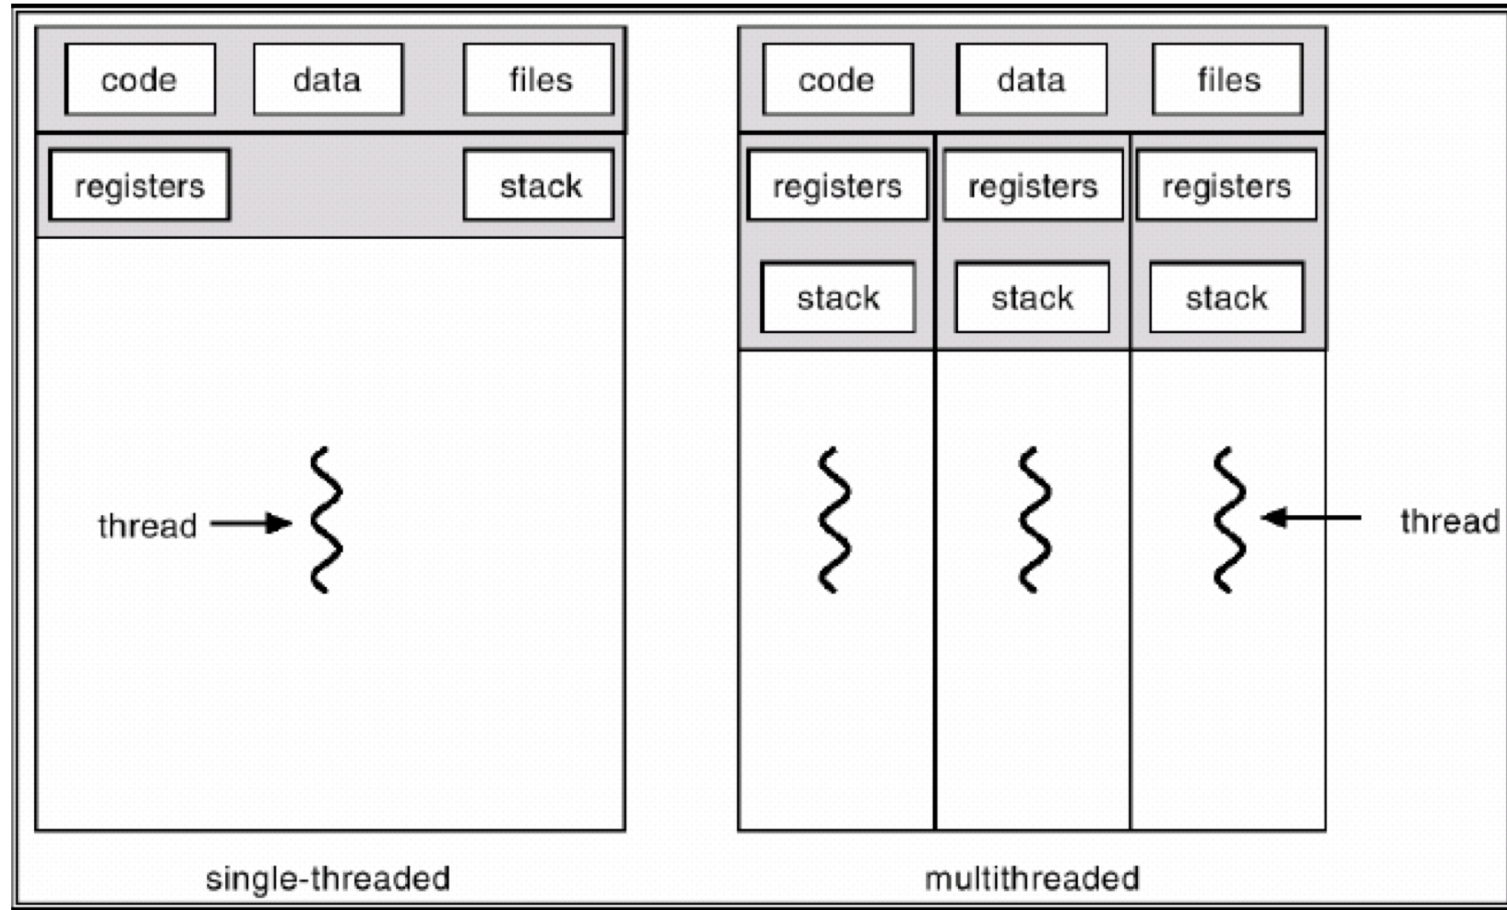 code data files code data files
registers stack registers registers registers
stack stack stack
thread thread
single-threaded multithreaded